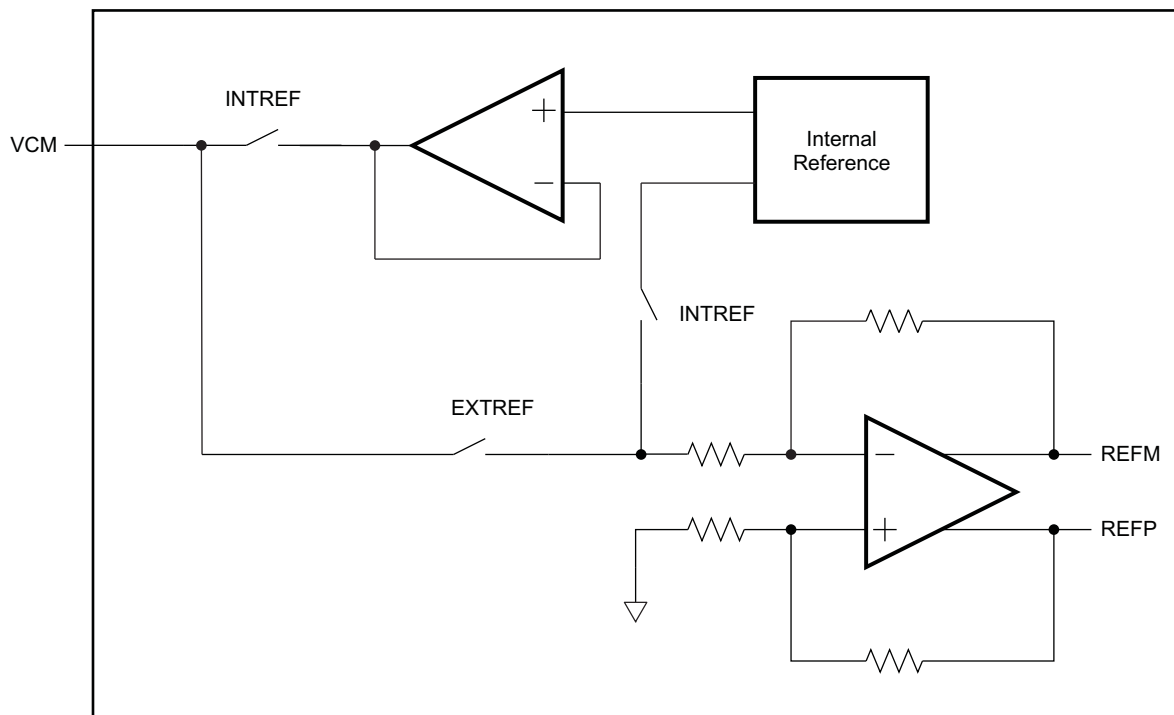 INTREF
VCM
+
−
Internal
Reference
INTREF
EXTREF
−
REFM
+
REFP